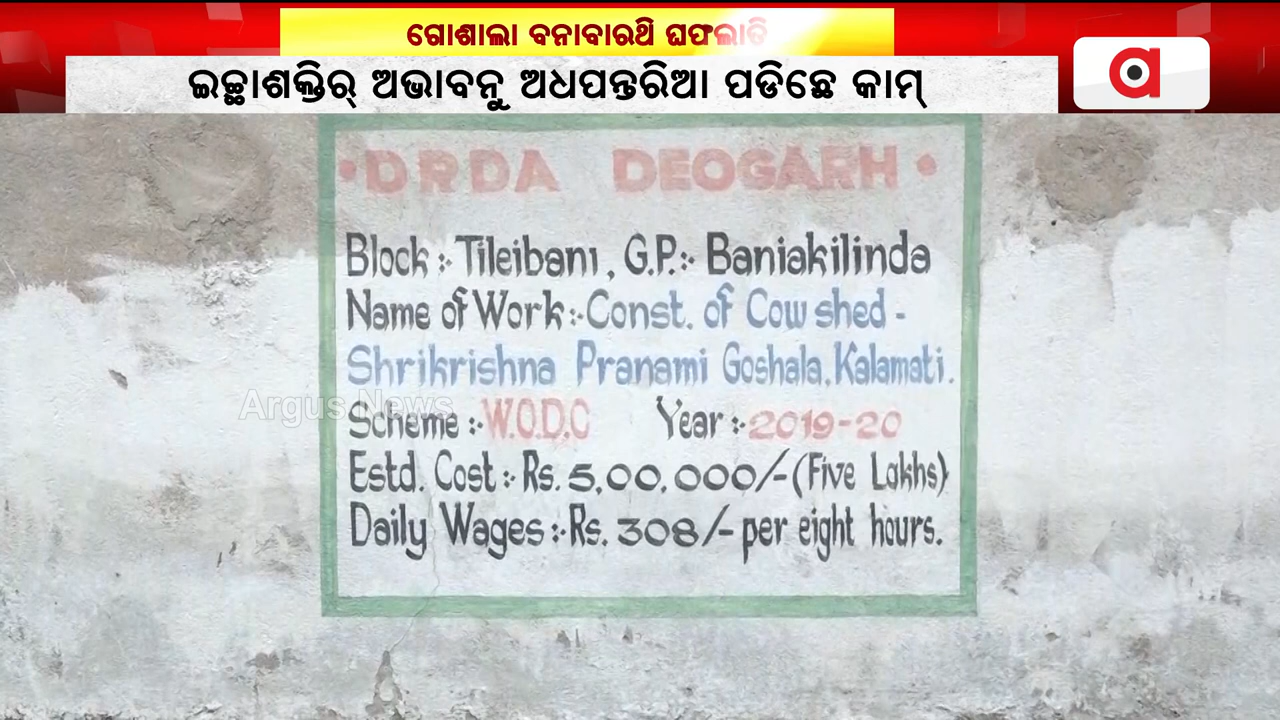 ଗୋଶାଲା ବନାବାରଥି ଘଫଲାତି
ଇଚ୍ଛାଶକ୍ତିର୍ ଅଭାବନୁ ଅଧପନ୍ତରିଆ ପଡିଛେ କାମ୍
a
•DRDA DEOGARH•
Block:- Tileibani, G.P.:- Baniakilinda
Name of Work:- Const. of Cow shed -
Shrikrishna Pranami Goshala, Kalamati.
Argus News
Scheme:- W.O.D.C Year:- 2019-20
Estd. Cost:- Rs. 5,00,000/- (Five Lakhs)
Daily Wages:- Rs. 308/- per eight hours.